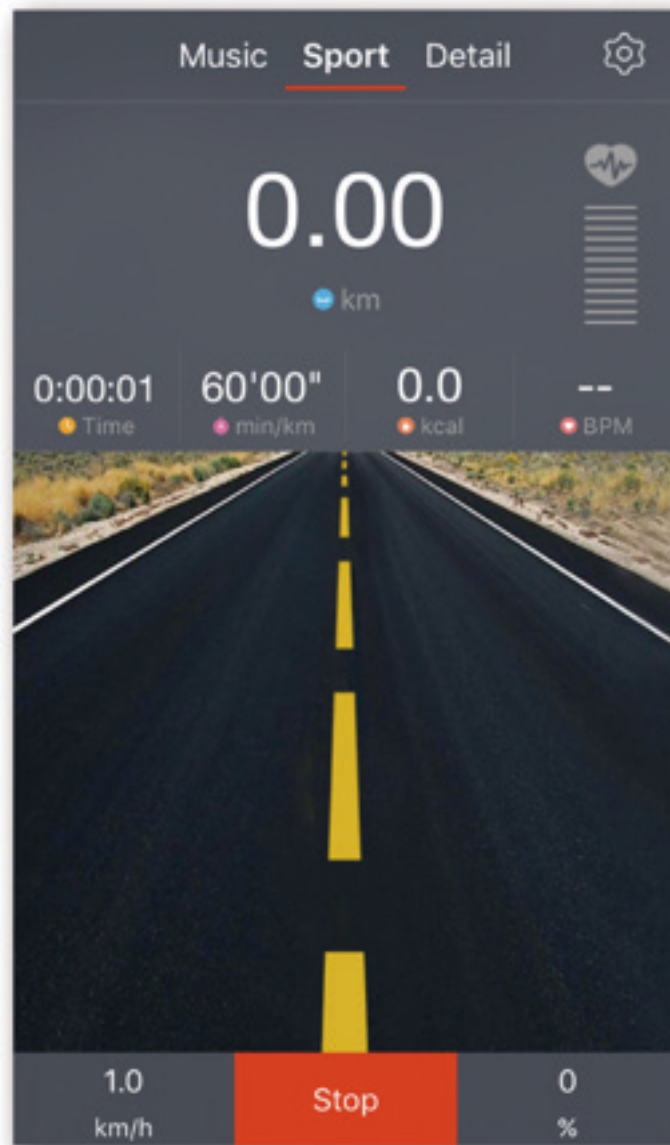 Music Sport Detail
0.00
km
0:00:01 60'00" 0.0 --
Time min/km kcal BPM
1.0 Stop 0
km/h %